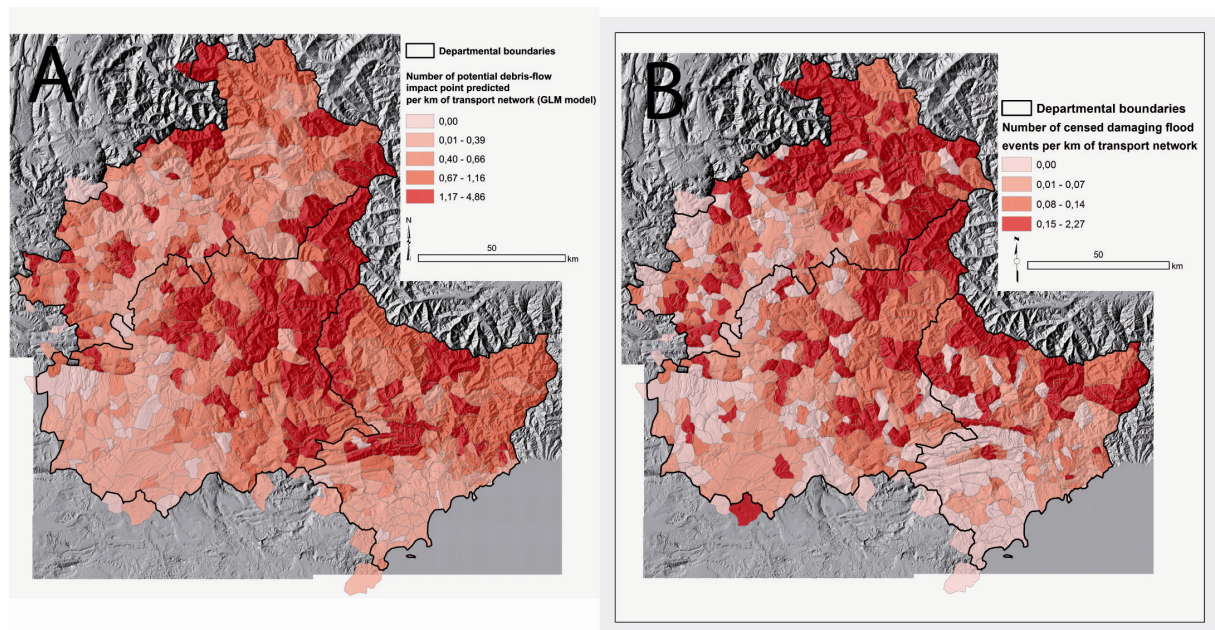 A
Departmental boundaries
Number of potential debris-flow
impact point predicted
per km of transport network (GLM model)
0,00
0,01 - 0,39
0,40 - 0,66
0,67 - 1,16
1,17 - 4,86
N
50
km
B
Departmental boundaries
Number of censed damaging flood
events per km of transport network
0,00
0,01 - 0,07
0,08 - 0,14
0,15 - 2,27
N
50
km